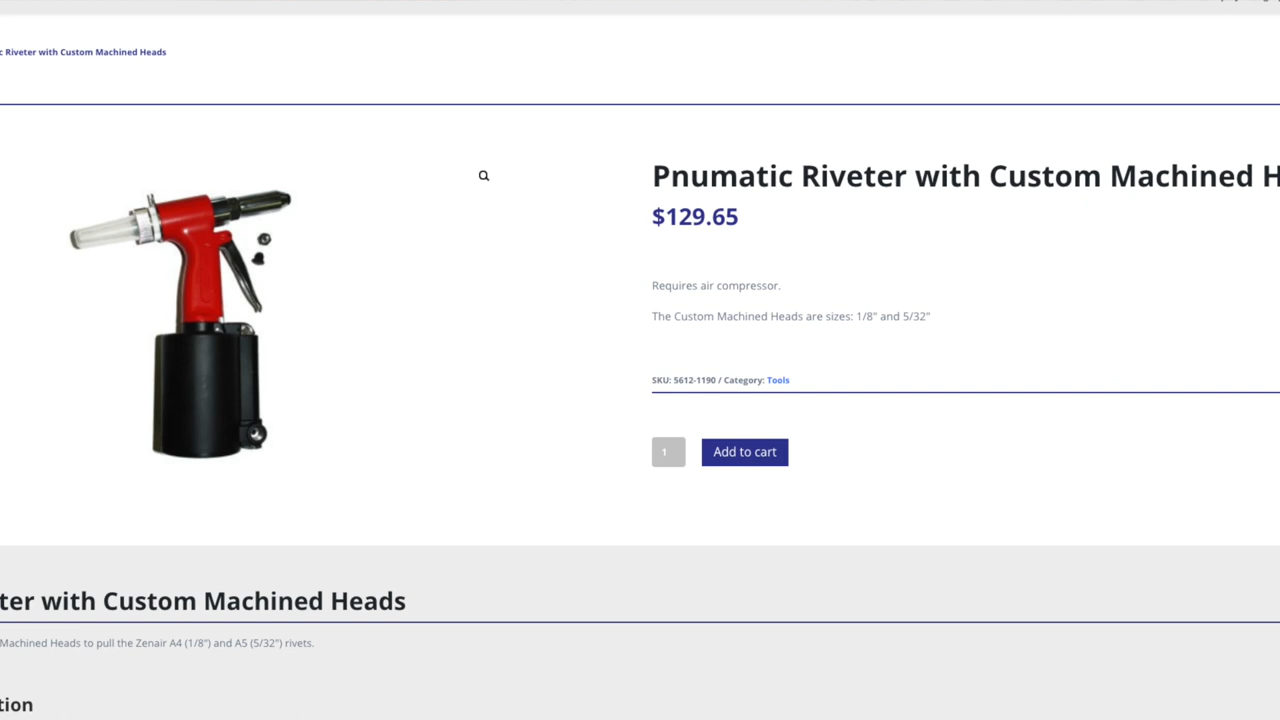 c Riveter with Custom Machined Heads
Pnumatic Riveter with Custom Machined H
$129.65
Requires air compressor.
The Custom Machined Heads are sizes: 1/8" and 5/32"
SKU: 5612-1190 / Category: Tools
1
Add to cart
ter with Custom Machined Heads
Machined Heads to pull the Zenair A4 (1/8") and A5 (5/32") rivets.
tion